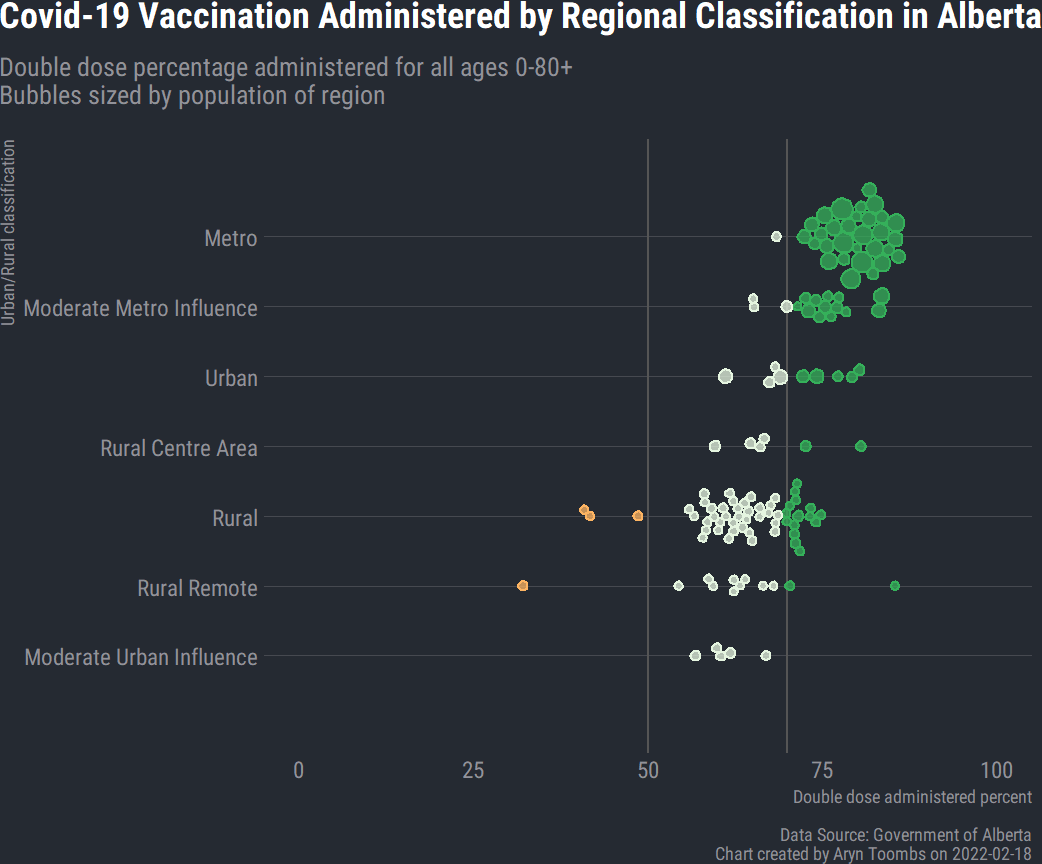 Covid-19 Vaccination Administered by Regional Classification in Alberta
Double dose percentage administered for all ages 0-80+
Bubbles sized by population of region
Urban/Rural classification
Metro
Moderate Metro Influence
Urban
Rural Centre Area
Rural
Rural Remote
Moderate Urban Influence
0 25 50 75 100
Double dose administered percent
Data Source: Government of Alberta
Chart created by Aryn Toombs on 2022-02-18